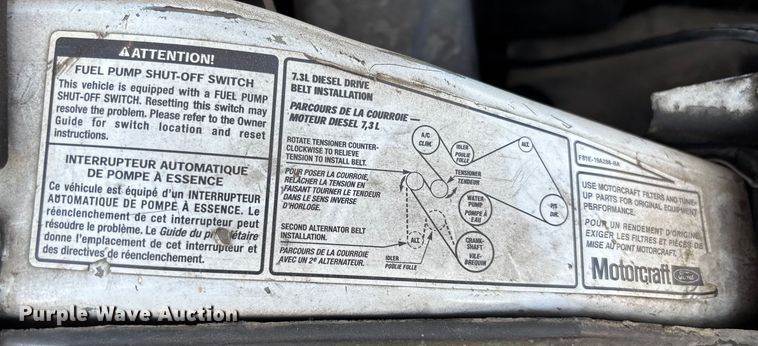 ATTENTION!
FUEL PUMP SHUT-OFF SWITCH
This vehicle is equipped with a FUEL PUMP
SHUT-OFF SWITCH. Resetting this switch may
resolve the problem. Please refer to the Owner
Guide for switch location and reset
instructions.
INTERRUPTEUR AUTOMATIQUE
DE POMPE À ESSENCE
Ce véhicule est équipé d'un INTERRUPTEUR
AUTOMATIQUE DE POMPE À ESSENCE. Le
réenclenchement de cet interrupteur peut
résoudre le problème. Le Guide du
donne l'emplacement de cet interrupteur et
des directives de réenclenchement.
7.3L DIESEL DRIVE
BELT INSTALLATION
PARCOURS DE LA COURROIE —
MOTEUR DIESEL 7,3 L
ROTATE TENSIONER COUNTER-
CLOCKWISE TO RELIEVE
TENSION TO INSTALL BELT.
POUR POSER LA COURROIE,
RELÂCHER LA TENSION EN
FAISANT TOURNER LE TENDEUR
DANS LE SENS INVERSE
D'HORLOGE.
SECOND ALTERNATOR BELT
INSTALLATION.
PARCOURS DE LA COURROIE
AVEC UN 2e ALTERNATEUR.
A/C
CLIM.
IDLER
POULIE
FOLLE
ALT.
TENSIONER
TENDEUR
WATER
PUMP
POMPE À
EAU
P/S
DIR.
ALT.
IDLER
POULIE FOLLE
CRANK-
SHAFT
VILE-
BREQUIN
USE MOTORCRAFT FILTERS AND TUNE-
UP PARTS FOR ORIGINAL EQUIPMENT
PERFORMANCE.
POUR UN RENDEMENT D'ORIGINE,
EXIGER LES FILTRES ET PIÈCES DE
MISE AU POINT MOTORCRAFT.
Motorcraft
Ford
Purple Wave Auction